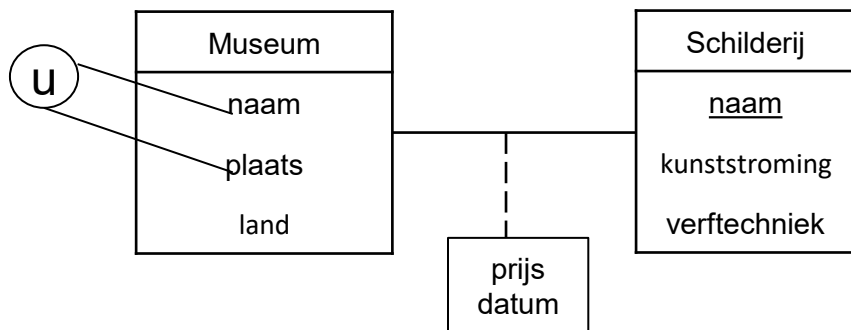 Museum
Schilderij
u
naam
naam
plaats
kunststroming
land
verftechniek
prijs
datum